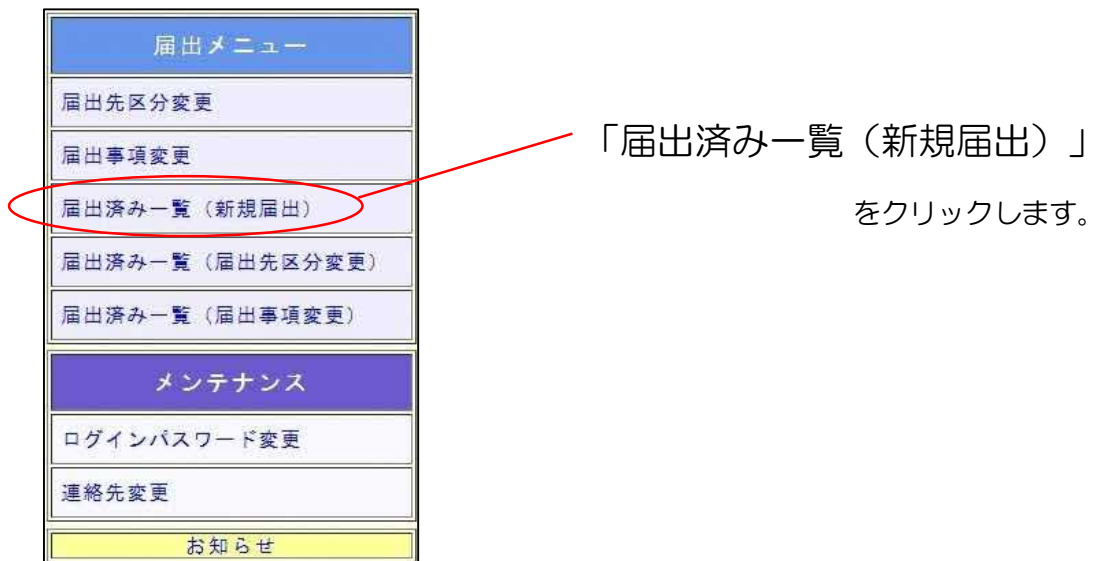 届出メニュー
届出先区分変更
届出事項変更
届出済み一覧（新規届出）
届出済み一覧（届出先区分変更）
届出済み一覧（届出事項変更）
メンテナンス
ログインパスワード変更
連絡先変更
お知らせ
「届出済み一覧（新規届出）」
をクリックします。